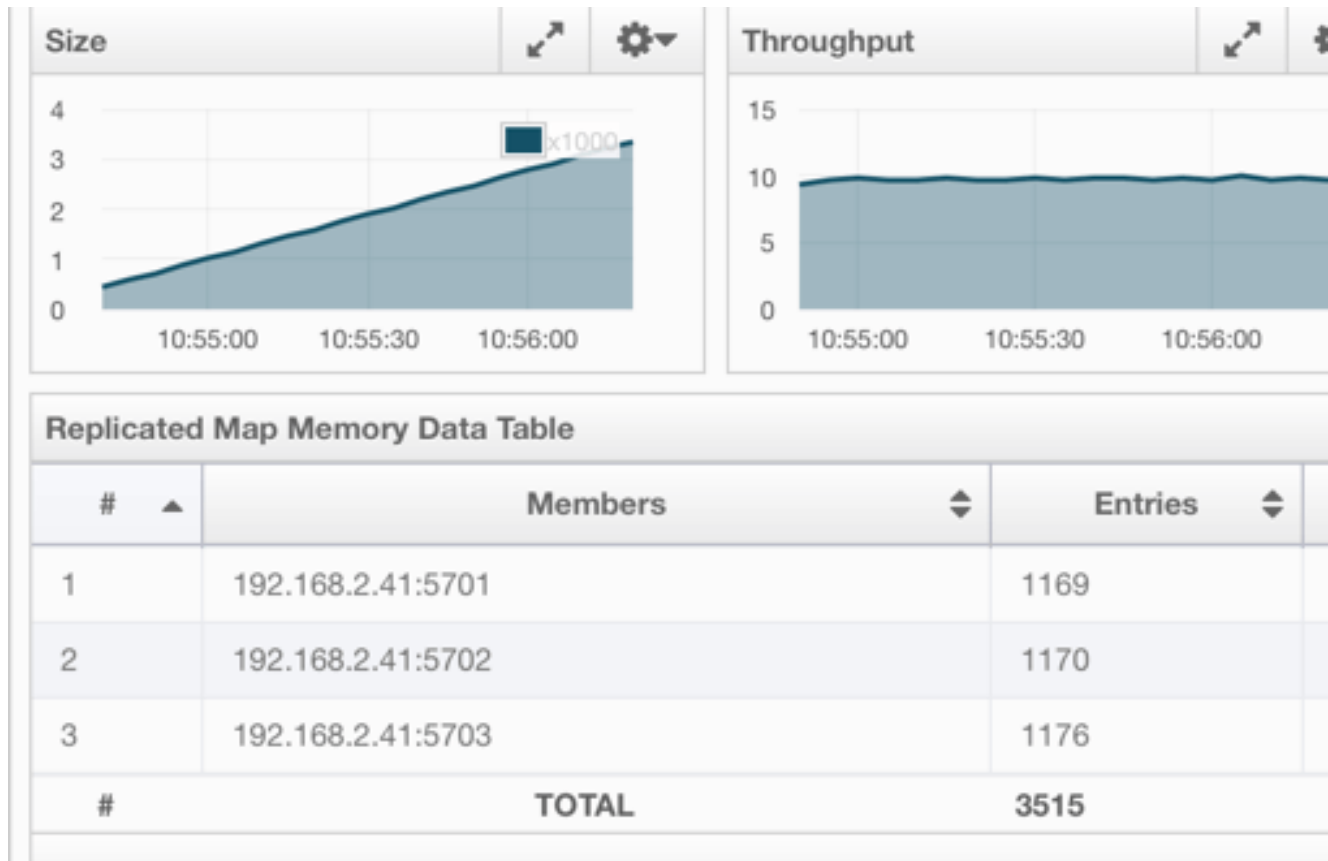 Size
4
3
2
1
0
x1000
10:55:00 10:55:30 10:56:00
Throughput
15
10
5
0
10:55:00 10:55:30 10:56:00
Replicated Map Memory Data Table
# Members Entries
1 192.168.2.41:5701 1169
2 192.168.2.41:5702 1170
3 192.168.2.41:5703 1176
# TOTAL 3515